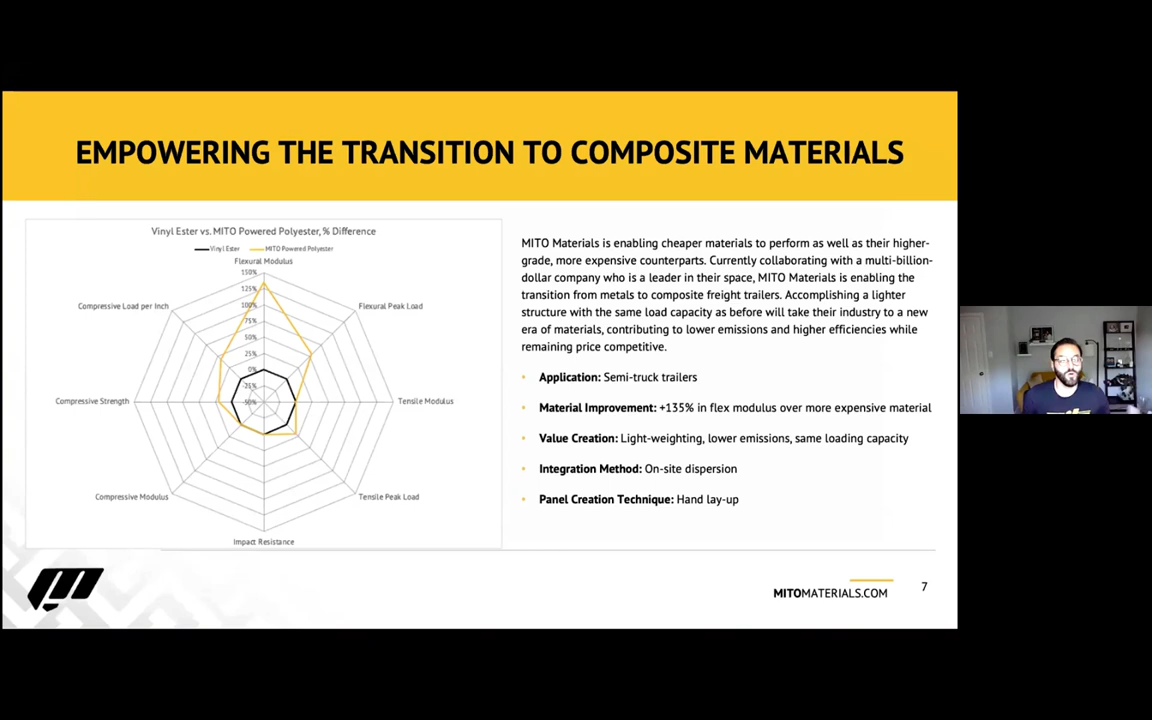 EMPOWERING THE TRANSITION TO COMPOSITE MATERIALS
Vinyl Ester vs. MITO Powered Polyester, % Difference
Vinyl Ester
MITO Powered Polyester
Flexural Modulus
150%
125%
100%
75%
50%
25%
0%
-25%
-50%
Compressive Load per Inch
Flexural Peak Load
Compressive Strength
Tensile Modulus
Compressive Modulus
Tensile Peak Load
Impact Resistance
MITO Materials is enabling cheaper materials to perform as well as their higher-
grade, more expensive counterparts. Currently collaborating with a multi-billion-
dollar company who is a leader in their space, MITO Materials is enabling the
transition from metals to composite freight trailers. Accomplishing a lighter
structure with the same load capacity as before will take their industry to a new
era of materials, contributing to lower emissions and higher efficiencies while
remaining price competitive.
• Application: Semi-truck trailers
• Material Improvement: +135% in flex modulus over more expensive material
• Value Creation: Light-weighting, lower emissions, same loading capacity
• Integration Method: On-site dispersion
• Panel Creation Technique: Hand lay-up
MITOMATERIALS.COM
7